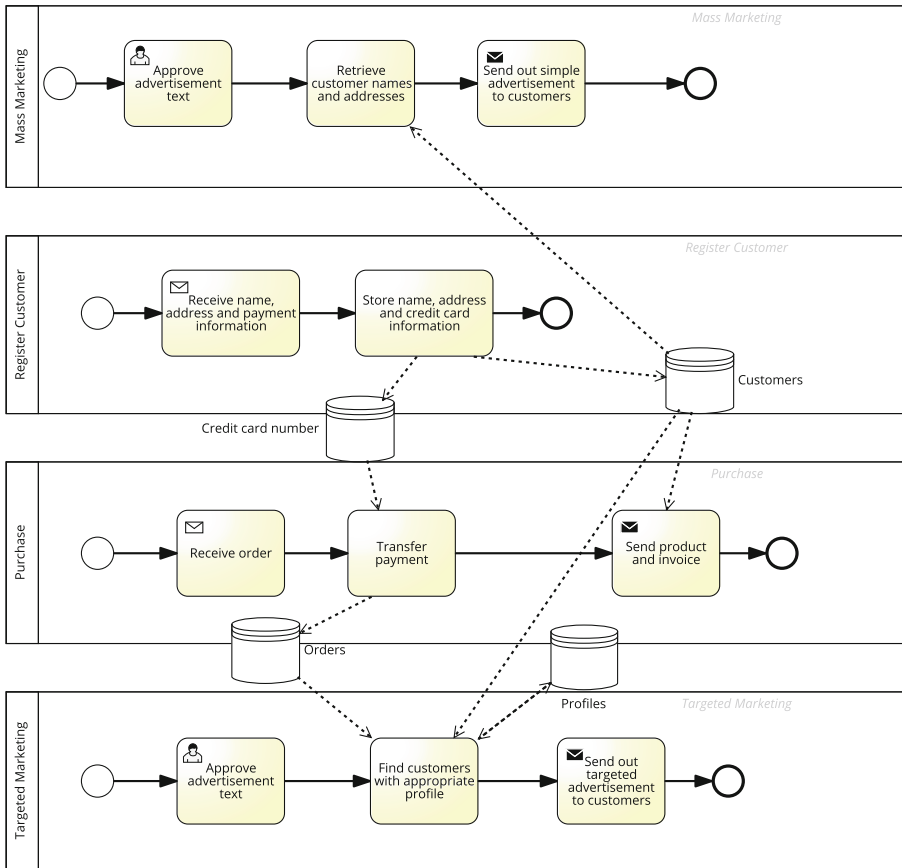 Mass Marketing
Mass Marketing
Approve
advertisement
text
Retrieve
customer names
and addresses
Send out simple
advertisement
to customers
Register Customer
Register Customer
Receive name,
address and payment
information
Store name, address
and credit card
information
Customers
Credit card number
Purchase
Purchase
Receive order
Transfer
payment
Send product
and invoice
Orders
Profiles
Targeted Marketing
Targeted Marketing
Approve
advertisement
text
Find customers
with appropriate
profile
Send out
targeted
advertisement
to customers